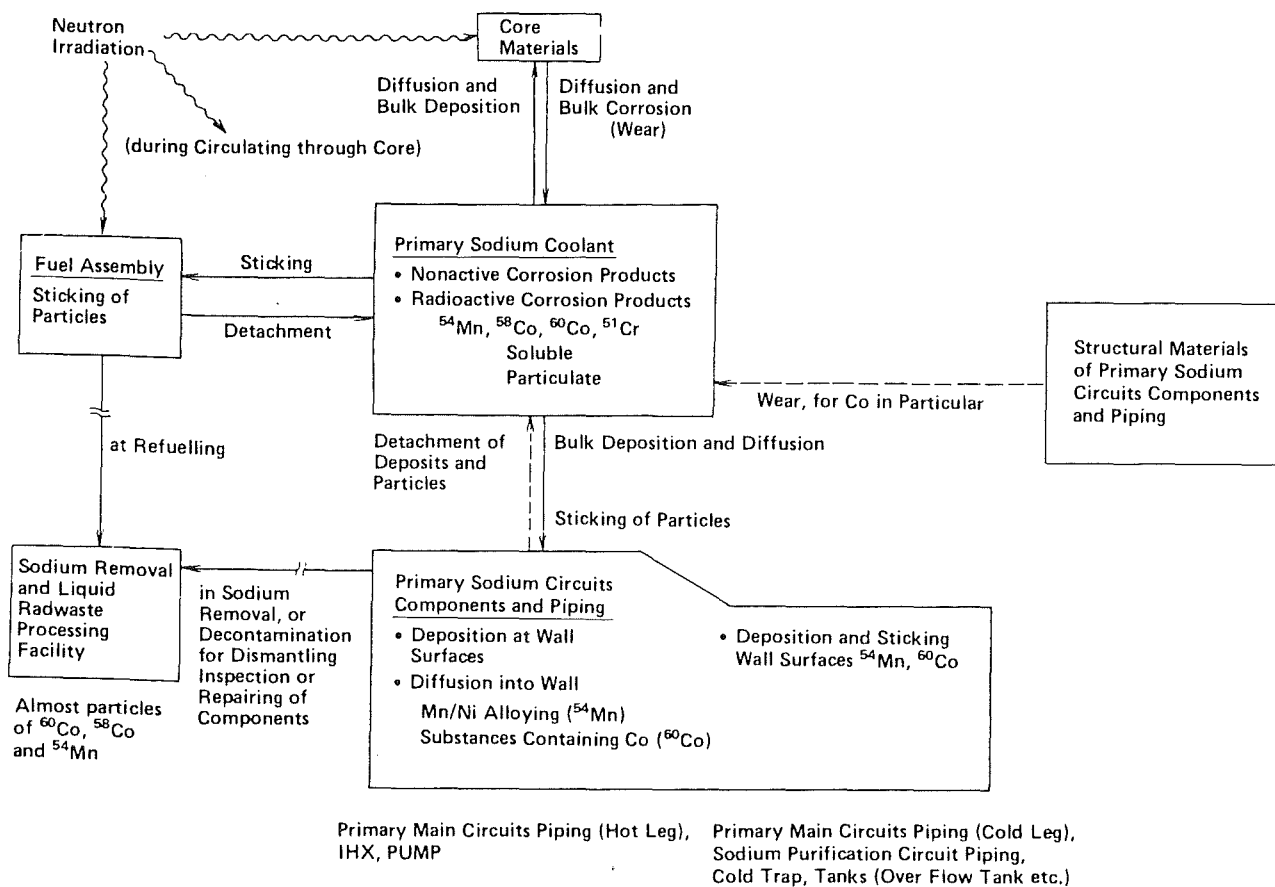 Neutron
Irradiation
Core
Materials
Diffusion and
Bulk Deposition
Diffusion and
Bulk Corrosion
(Wear)
(during Circulating through Core)
Fuel Assembly
Sticking of
Particles
Sticking
Detachment
Primary Sodium Coolant
• Nonactive Corrosion Products
• Radioactive Corrosion Products
⁵⁴Mn, ⁵⁸Co, ⁶⁰Co, ⁵¹Cr
Soluble
Particulate
Structural Materials
of Primary Sodium
Circuits Components
and Piping
Wear, for Co in Particular
at Refuelling
Detachment of
Deposits and
Particles
Bulk Deposition and Diffusion
Sticking of Particles
Sodium Removal
and Liquid
Radwaste
Processing
Facility
in Sodium
Removal, or
Decontamination
for Dismantling
Inspection or
Repairing of
Components
Almost particles
of ⁶⁰Co, ⁵⁸Co
and ⁵⁴Mn
Primary Sodium Circuits
Components and Piping
• Deposition at Wall
Surfaces
• Diffusion into Wall
Mn/Ni Alloying (⁵⁴Mn)
Substances Containing Co (⁶⁰Co)
• Deposition and Sticking
Wall Surfaces ⁵⁴Mn, ⁶⁰Co
Primary Main Circuits Piping (Hot Leg),
IHX, PUMP
Primary Main Circuits Piping (Cold Leg),
Sodium Purification Circuit Piping,
Cold Trap, Tanks (Over Flow Tank etc.)